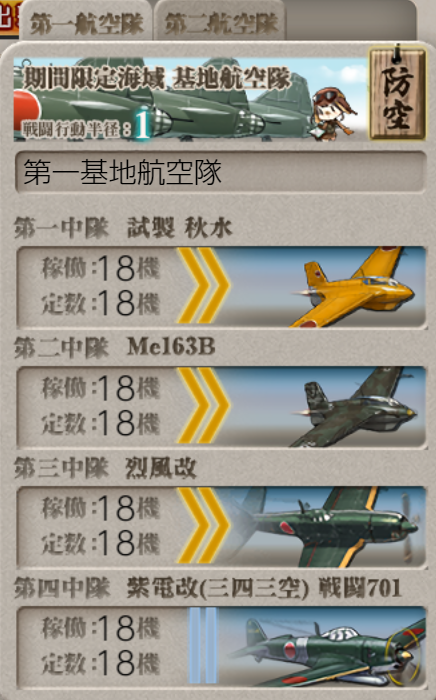 出
第一航空隊 第二航空隊
期間限定海域 基地航空隊
戦闘行動半径:1
防空
第一基地航空隊
第一中隊 試製 秋水
稼働:18機
定数:18機
第二中隊 Me163B
稼働:18機
定数:18機
第三中隊 烈風改
稼働:18機
定数:18機
第四中隊 紫電改(三四三空) 戦闘701
稼働:18機
定数:18機